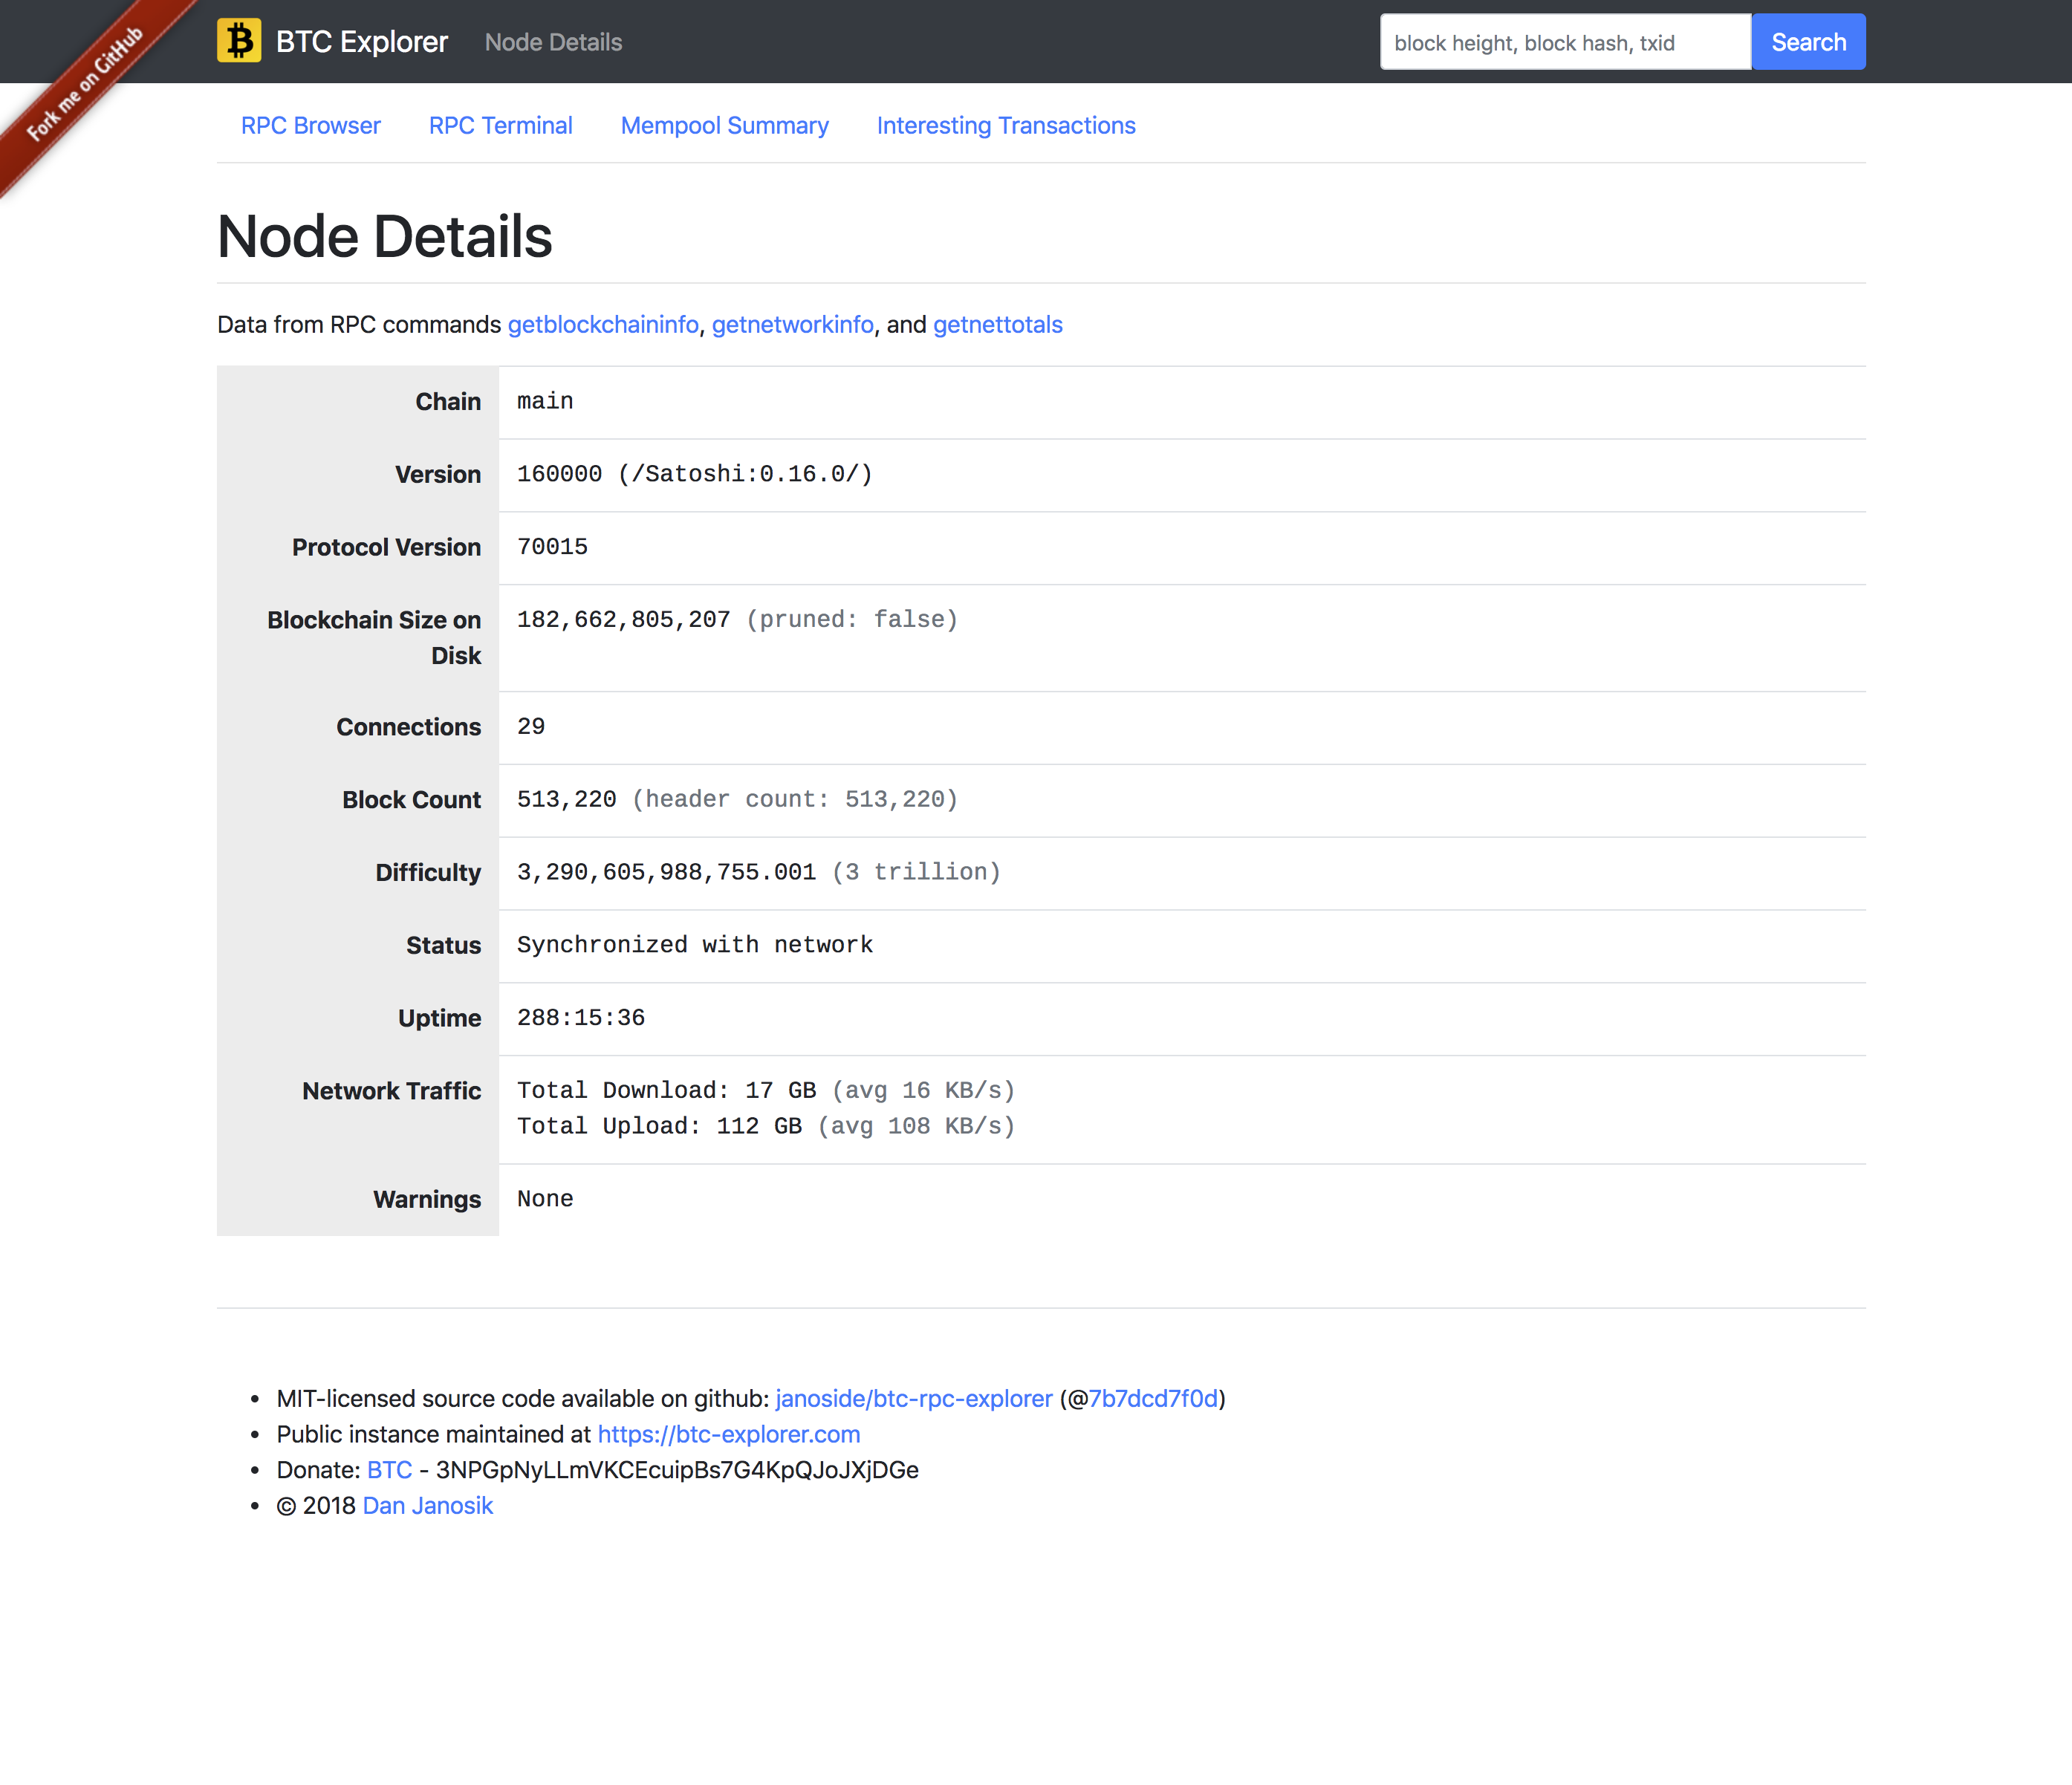 Fork me on GitHub
BTC Explorer Node Details block height, block hash, txid Search
RPC Browser RPC Terminal Mempool Summary Interesting Transactions
Node Details
Data from RPC commands getblockchaininfo, getnetworkinfo, and getnettotals
Chain main
Version 160000 (/Satoshi:0.16.0/)
Protocol Version 70015
Blockchain Size on 182,662,805,207 (pruned: false)
Disk
Connections 29
Block Count 513,220 (header count: 513,220)
Difficulty 3,290,605,988,755.001 (3 trillion)
Status Synchronized with network
Uptime 288:15:36
Network Traffic Total Download: 17 GB (avg 16 KB/s)
Total Upload: 112 GB (avg 108 KB/s)
Warnings None
• MIT-licensed source code available on github: janoside/btc-rpc-explorer (@7b7dcd7f0d)
• Public instance maintained at https://btc-explorer.com
• Donate: BTC - 3NPGpNyLLmVKCEcuipBs7G4KpQJoJXjDGe
• © 2018 Dan Janosik